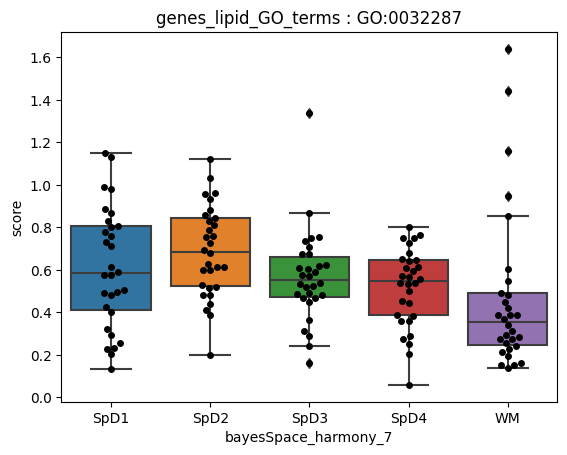 genes_lipid_GO_terms : GO:0032287
1.6
1.4
1.2
1.0
0.8
0.6
0.4
0.2
0.0
score
SpD1 SpD2 SpD3 SpD4 WM
bayesSpace_harmony_7